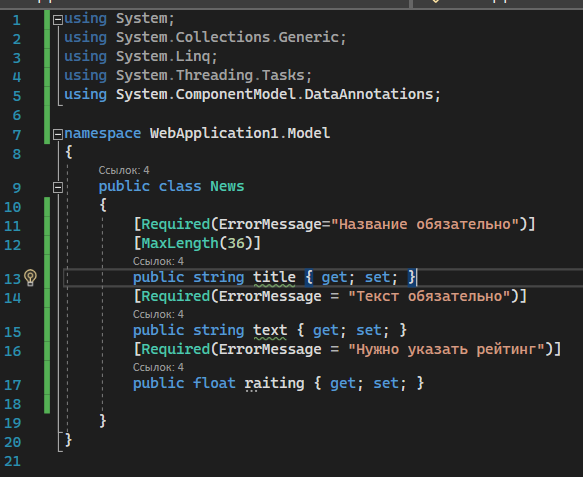 1 using System;
2 using System.Collections.Generic;
3 using System.Linq;
4 using System.Threading.Tasks;
5 using System.ComponentModel.DataAnnotations;
6
7 namespace WebApplication1.Model
8 {
Ссылок: 4
9 public class News
10 {
11 [Required(ErrorMessage="Название обязательно")]
12 [MaxLength(36)]
Ссылок: 4
13 public string title { get; set; }
14 [Required(ErrorMessage = "Текст обязательно")]
Ссылок: 4
15 public string text { get; set; }
16 [Required(ErrorMessage = "Нужно указать рейтинг")]
Ссылок: 4
17 public float raiting { get; set; }
18
19 }
20 }
21